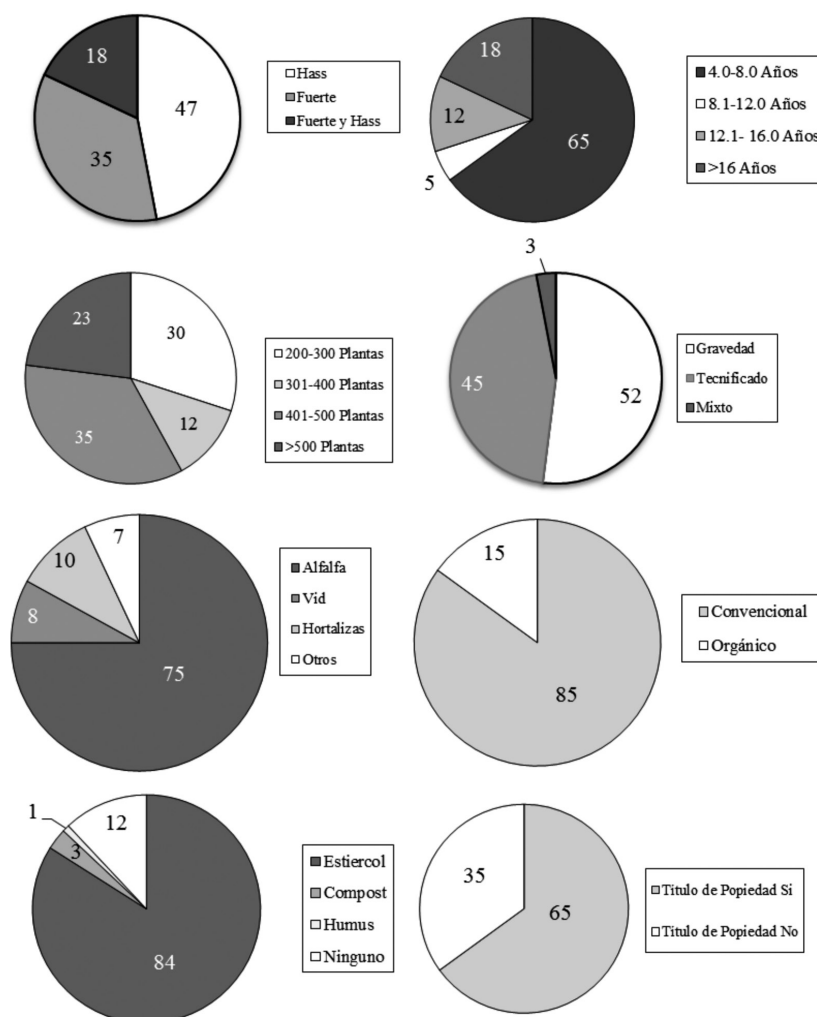 18
47
35
Hass
Fuerte
Fuerte y Hass
18
12
5
65
4.0-8.0 Años
8.1-12.0 Años
12.1- 16.0 Años
>16 Años
23
30
12
35
200-300 Plantas
301-400 Plantas
401-500 Plantas
>500 Plantas
3
45
52
Gravedad
Tecnificado
Mixto
7
10
8
75
Alfalfa
Vid
Hortalizas
Otros
15
85
Convencional
Orgánico
1
12
3
84
Estiercol
Compost
Humus
Ninguno
35
65
Titulo de Popiedad Si
Titulo de Popiedad No